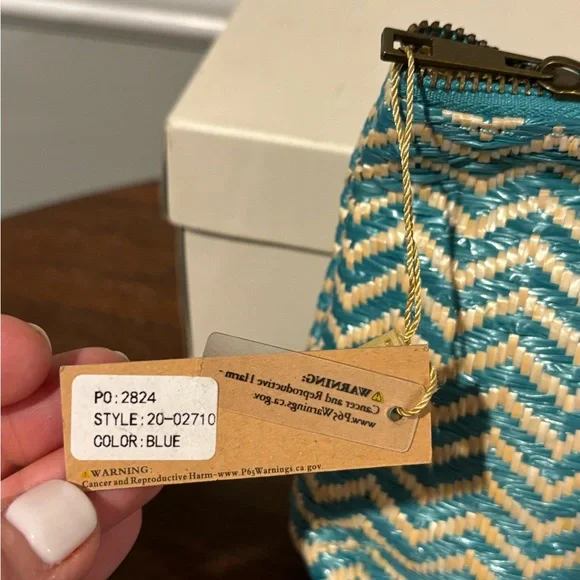 PO:2824
STYLE:20-02710
COLOR:BLUE
⚠WARNING:
Cancer and Reproductive Harm-www.P65Warnings.ca.gov
⚠WARNING:
Cancer and Reproductive Harm -
www.P65Warnings.ca.gov.